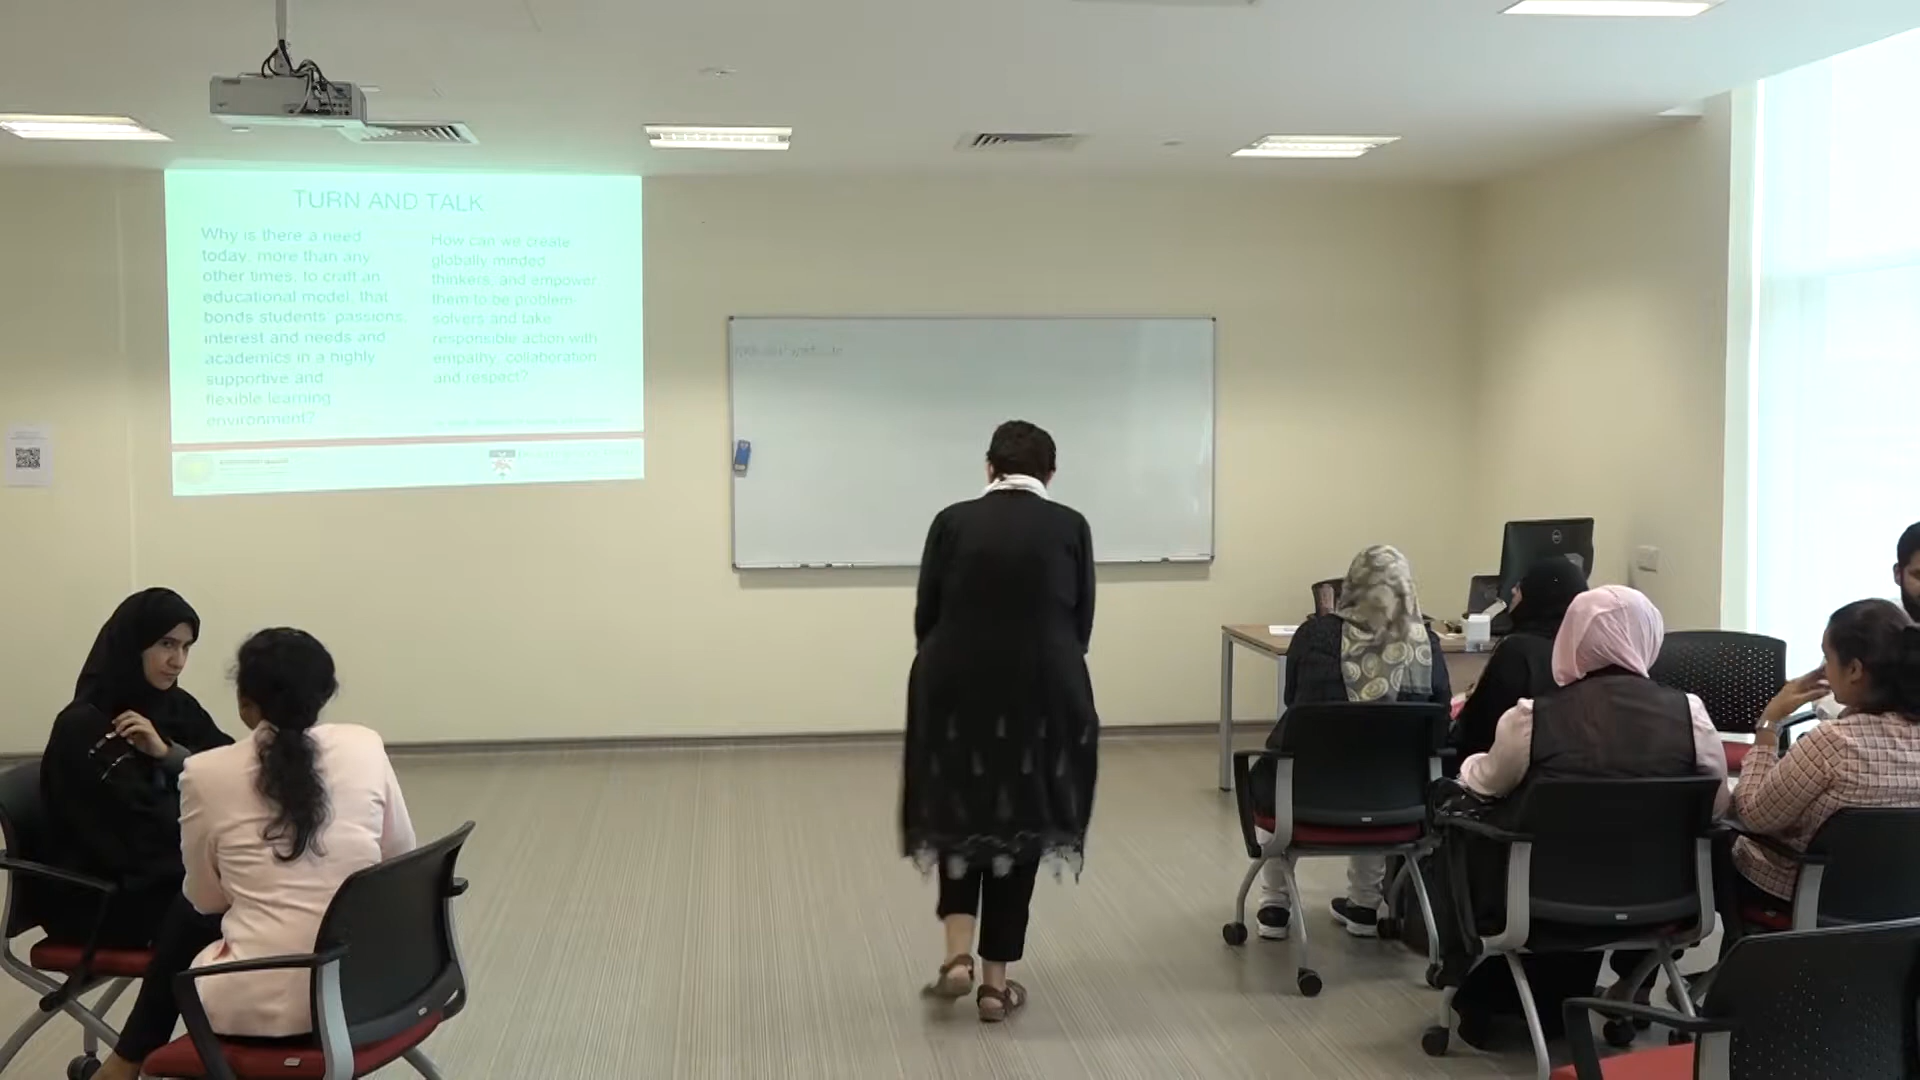 TURN AND TALK
Why is there a need
today, more than any
other times, to craft an
educational model, that
bonds students' passions,
interest and needs and
academics in a highly
supportive and
flexible learning
environment?
How can we create
globally minded
thinkers, and empower
them to be problem-
solvers and take
responsible action with
empathy, collaboration
and respect?